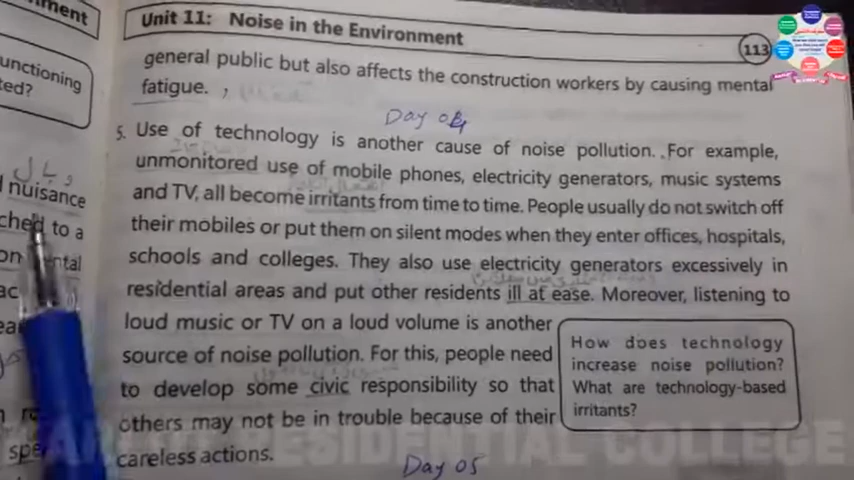 Unit 11: Noise in the Environment
113
general public but also affects the construction workers by causing mental
fatigue. ,
Day 04
5. Use of technology is another cause of noise pollution. For example,
unmonitored use of mobile phones, electricity generators, music systems
and TV, all become irritants from time to time. People usually do not switch off
their mobiles or put them on silent modes when they enter offices, hospitals,
schools and colleges. They also use electricity generators excessively in
residential areas and put other residents ill at ease. Moreover, listening to
loud music or TV on a loud volume is another
source of noise pollution. For this, people need
to develop some civic responsibility so that
others may not be in trouble because of their
careless actions.
How does technology
increase noise pollution?
What are technology-based
irritants?
Day 05
unctioning
ted?
وبال
nuisance
ched to a
RESIDENTIAL COLLEGE